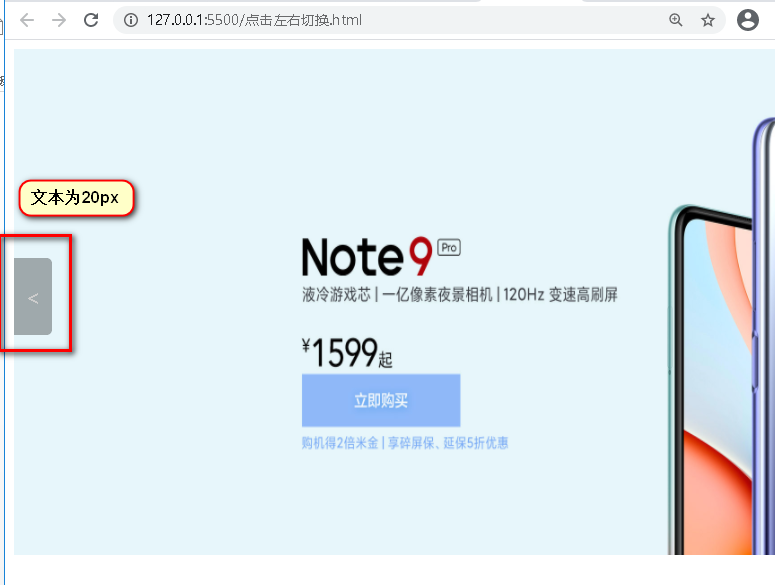 127.0.0.1:5500/点击左右切换.html
文本为20px
<
Note 9 Pro
液冷游戏芯 | 一亿像素夜景相机 | 120Hz 变速高刷屏
¥1599起
立即购买
购机得2倍米金 | 享碎屏保、延保5折优惠